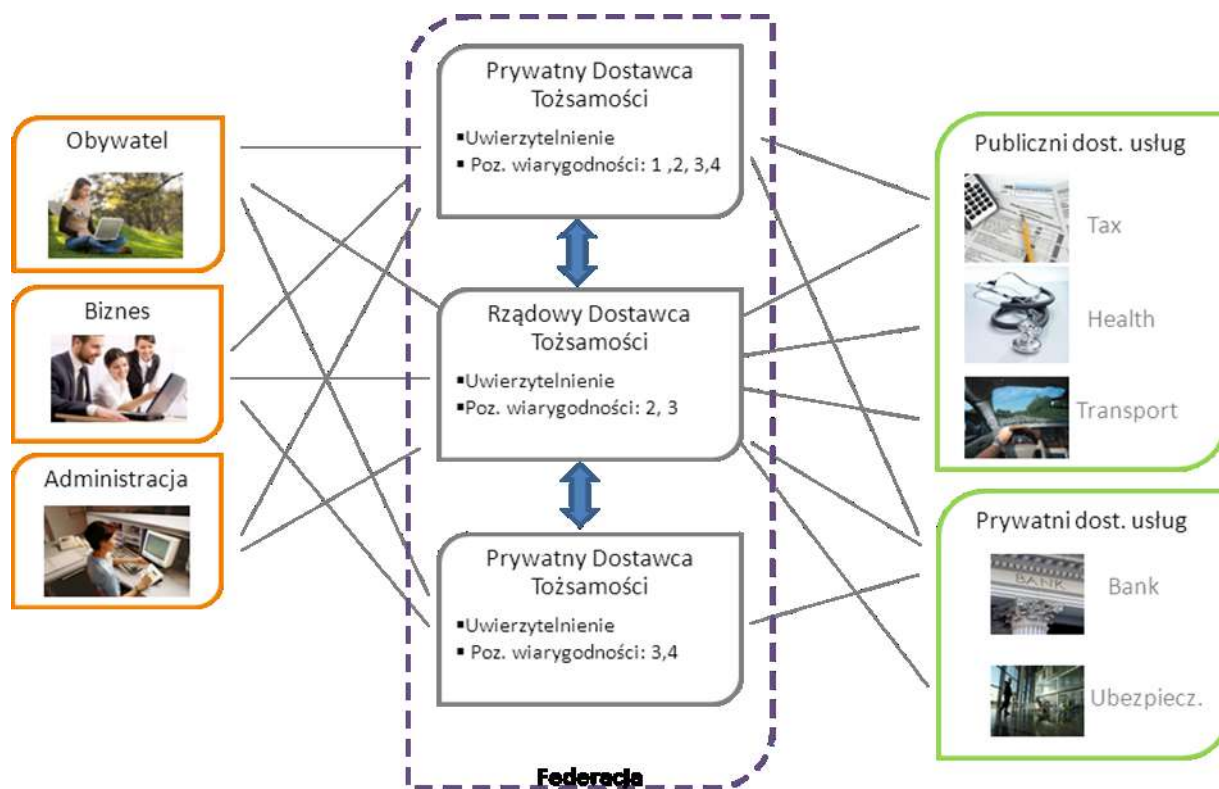 Obywatel
Biznes
Administracja
Prywatny Dostawca
Tożsamości
▪Uwierzytelnienie
▪ Poz. wiarygodności: 1 ,2, 3,4
Rządowy Dostawca
Tożsamości
▪Uwierzytelnienie
▪Poz. wiarygodności: 2, 3
Prywatny Dostawca
Tożsamości
▪Uwierzytelnienie
▪ Poz. wiarygodności: 3,4
Federacja
Publiczni dost. usług
Tax
Health
Transport
Prywatni dost. usług
BANK
Bank
Ubezpiecz.